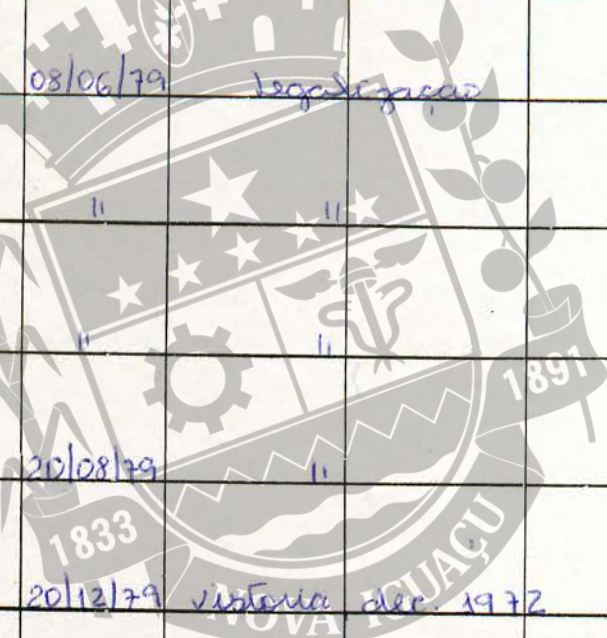 08/06/79 Legalização
" "
" "
20/08/79 "
20/12/79 vistoria dec. 1972
1891
1833
NOVA IGUAÇU